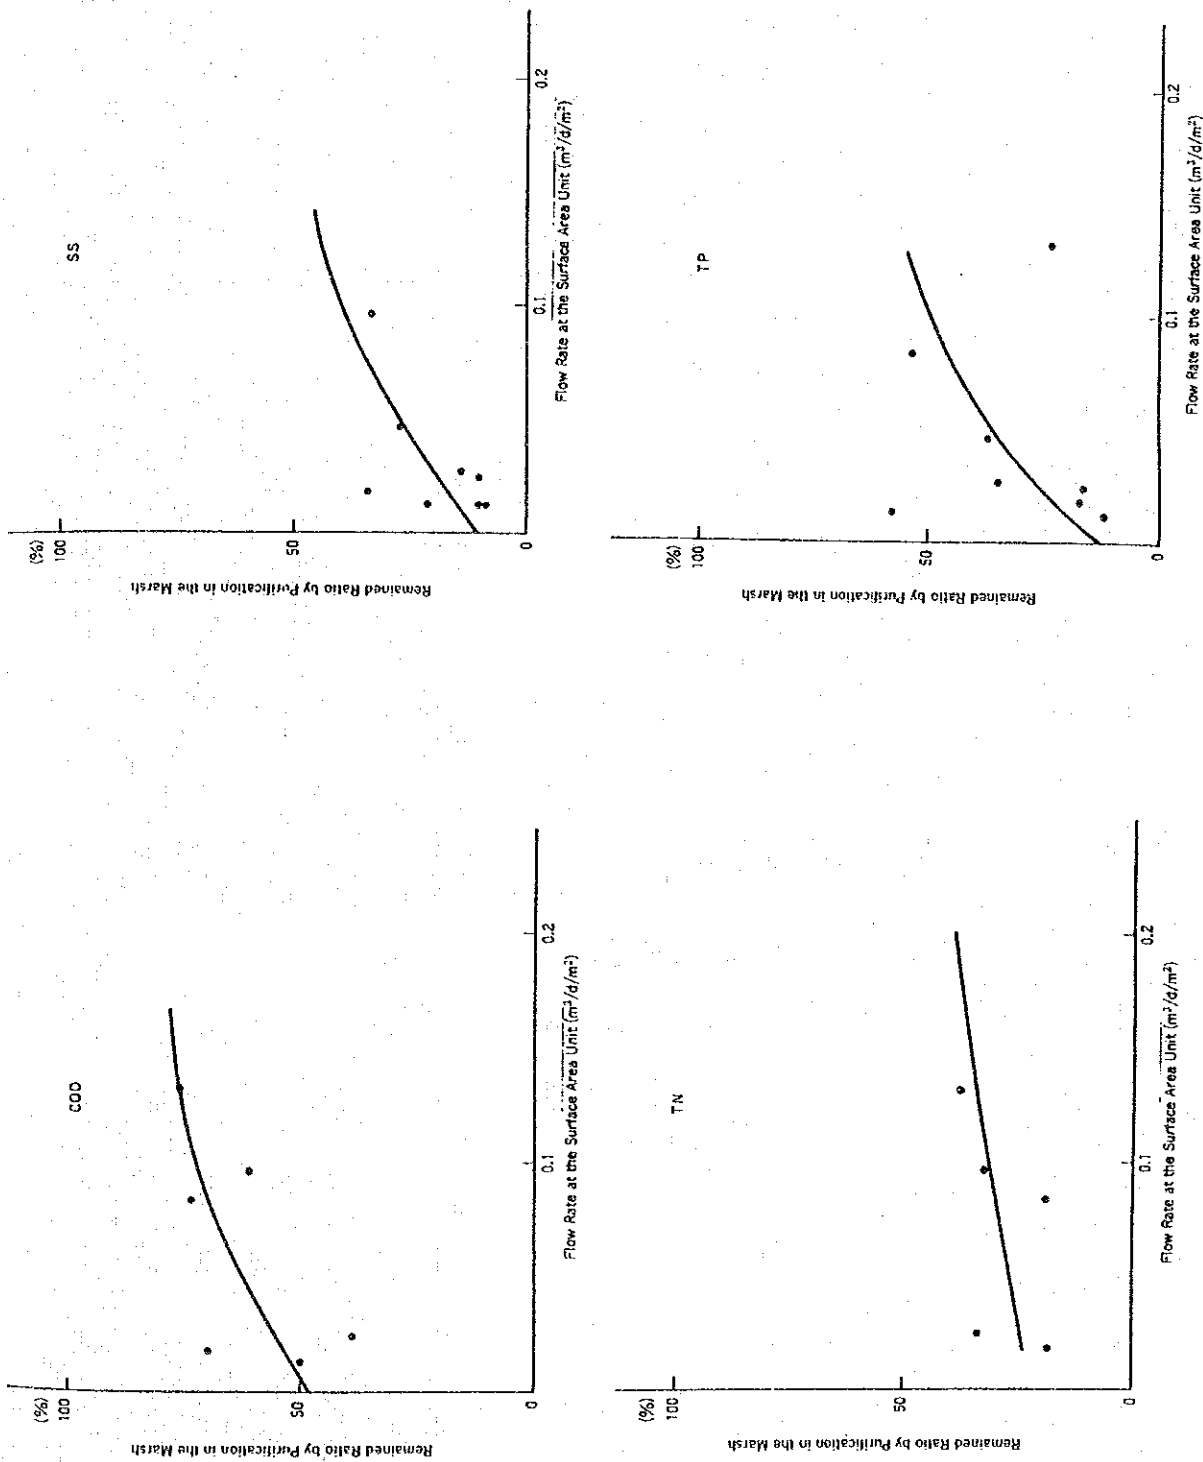 COD
(%)
100
50
0
0.1
0.2
Remained Ratio by Purification in the Marsh
Flow Rate at the Surface Area Unit (m³/d/m²)
SS
(%)
100
50
0
0.1
0.2
Remained Ratio by Purification in the Marsh
Flow Rate at the Surface Area Unit (m³/d/m²)
TN
(%)
100
50
0
0.1
0.2
Remained Ratio by Purification in the Marsh
Flow Rate at the Surface Area Unit (m³/d/m²)
TP
(%)
100
50
0
0.1
0.2
Remained Ratio by Purification in the Marsh
Flow Rate at the Surface Area Unit (m³/d/m²)